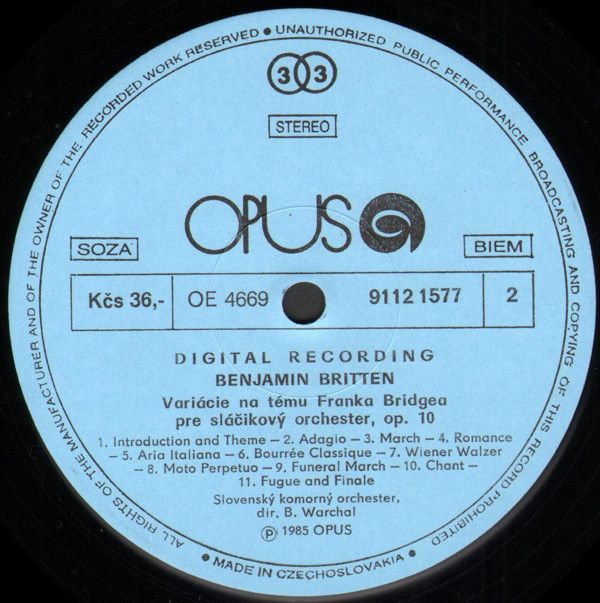 ALL RIGHTS OF THE MANUFACTURER AND OF THE OWNER OF THE RECORDED WORK RESERVED • UNAUTHORIZED PUBLIC PERFORMANCE BROADCASTING AND COPYING OF THIS RECORD PROHIBITED
33
STEREO
OPUS
SOZA
BIEM
Kčs 36,- OE 4669 9112 1577 2
DIGITAL RECORDING
BENJAMIN BRITTEN
Variácie na tému Franka Bridgea
pre sláčikový orchester, op. 10
1. Introduction and Theme – 2. Adagio – 3. March – 4. Romance
– 5. Aria Italiana – 6. Bourrée Classique – 7. Wiener Walzer
– 8. Moto Perpetuo – 9. Funeral March – 10. Chant –
11. Fugue and Finale
Slovenský komorný orchester,
dir. B. Warchal
Ⓟ 1985 OPUS
• MADE IN CZECHOSLOVAKIA •